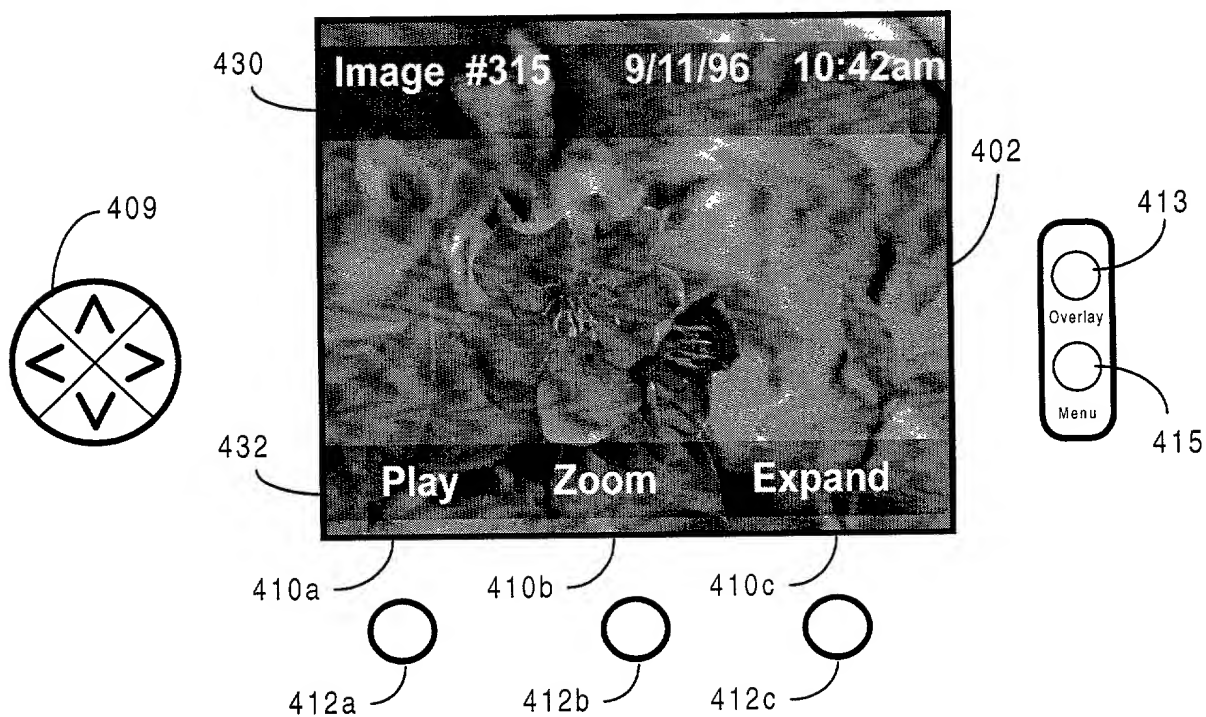 430
Image #315 9/11/96 10:42am
402
409
413
Overlay
Menu
415
432
Play Zoom Expand
410a 410b 410c
412a 412b 412c